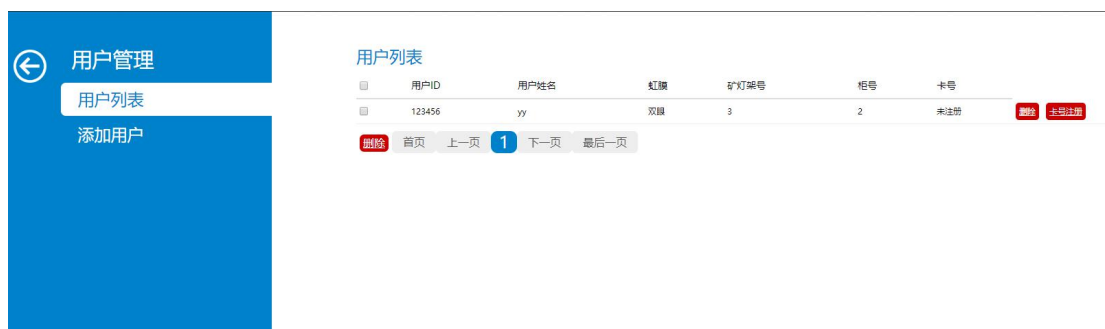 用户管理
用户列表
添加用户
用户列表
用户ID 用户姓名 虹膜 矿灯架号 柜号 卡号
123456 yy 双眼 3 2 未注册 删除 卡号注册
删除 首页 上一页 1 下一页 最后一页